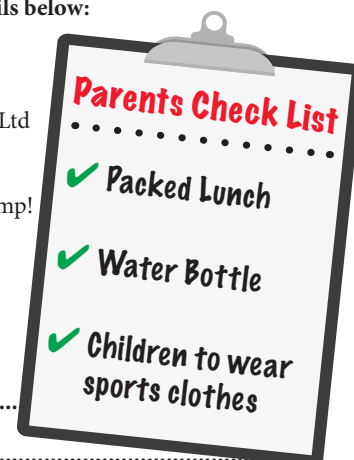 ils below:
Parents Check List
Ltd
✔ Packed Lunch
mp!
✔ Water Bottle
✔ Children to wear
sports clothes